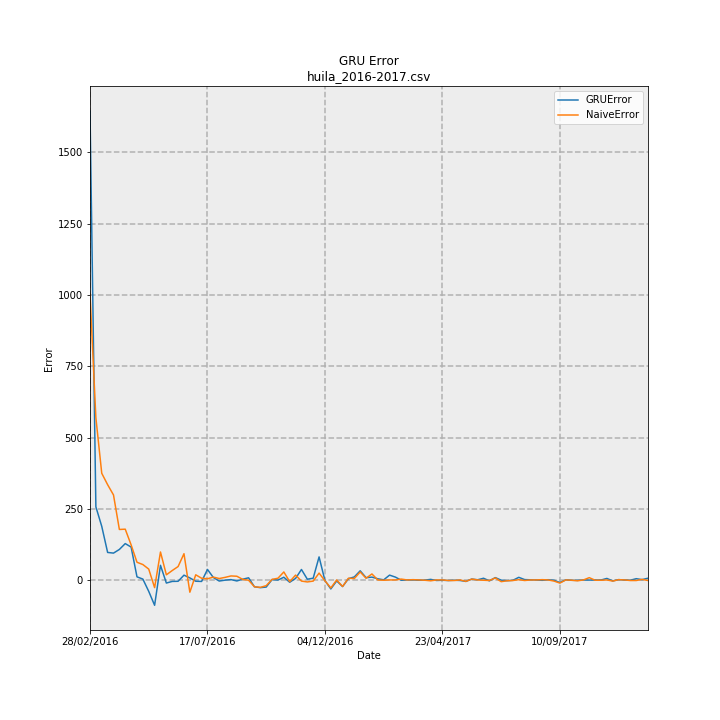 GRU Error
huila_2016-2017.csv
GRUError
NaiveError
1500
1250
1000
750
500
250
0
Error
28/02/2016
17/07/2016
04/12/2016
23/04/2017
10/09/2017
Date